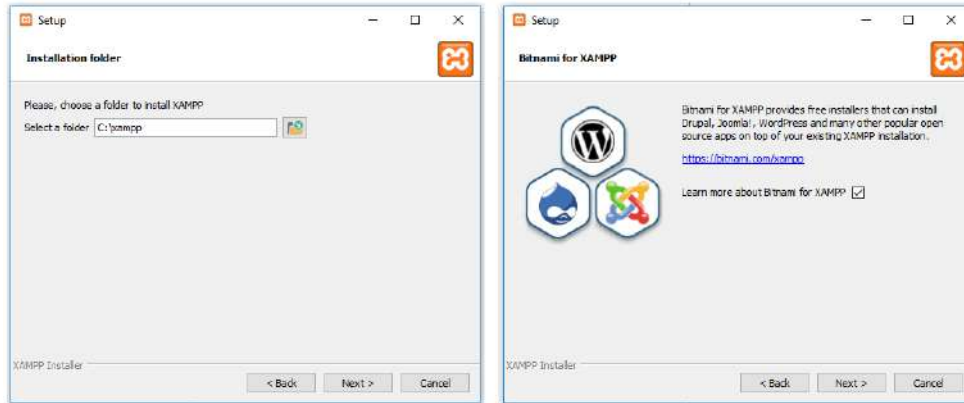 Setup
Installation folder
Please, choose a folder to install XAMPP
Select a folder C:\xampp
XAMPP Installer
< Back Next > Cancel
Setup
Bitnami for XAMPP
Bitnami for XAMPP provides free installers that can install
Drupal, Joomla!, WordPress and many other popular open
source apps on top of your existing XAMPP installation.
https://bitnami.com/xampp
Learn more about Bitnami for XAMPP
XAMPP Installer
< Back Next > Cancel